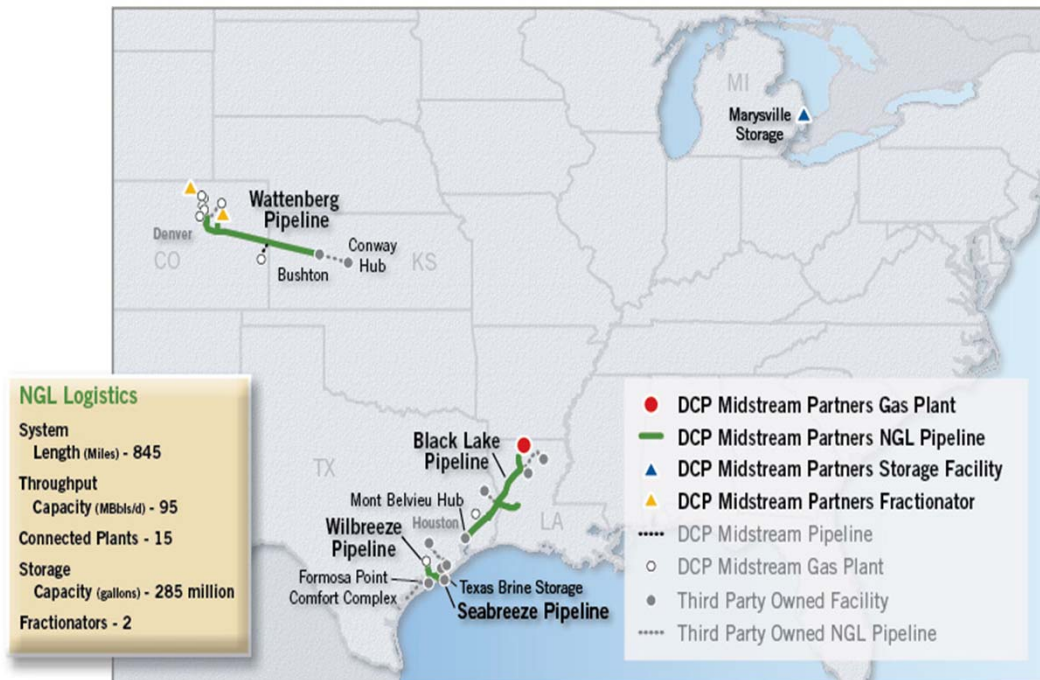 MI
Marysville
Storage
Wattenberg
Pipeline
Denver
CO
Conway
Hub
KS
Bushton
NGL Logistics
System
Length (Miles) - 845
Throughput
Capacity (MBbls/d) - 95
Connected Plants - 15
Storage
Capacity (gallons) - 285 million
Fractionators - 2
TX
Black Lake
Pipeline
Mont Belvieu Hub
Houston
LA
Wilbreeze
Pipeline
Formosa Point
Comfort Complex
Texas Brine Storage
Seabreeze Pipeline
DCP Midstream Partners Gas Plant
DCP Midstream Partners NGL Pipeline
DCP Midstream Partners Storage Facility
DCP Midstream Partners Fractionator
DCP Midstream Pipeline
DCP Midstream Gas Plant
Third Party Owned Facility
Third Party Owned NGL Pipeline